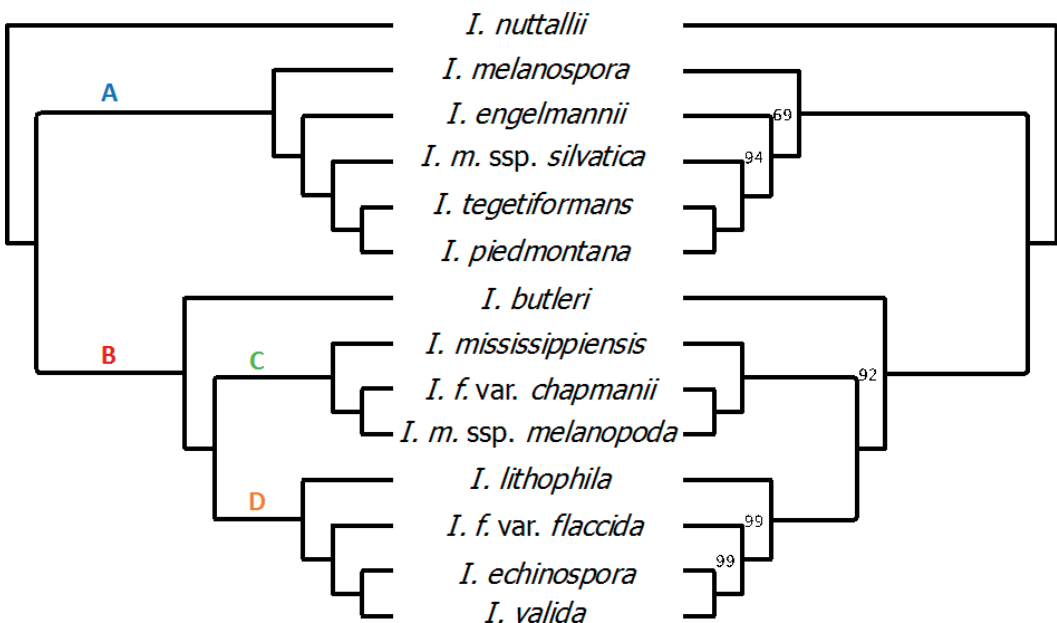 I. nuttallii
I. melanospora
A
I. engelmannii
69
I. m. ssp. silvatica
94
I. tegetiformans
I. piedmontana
I. butleri
I. mississippiensis
B
C
I. f. var. chapmanii
92
I. m. ssp. melanopoda
I. lithophila
D
I. f. var. flaccida
99
I. echinospora
99
I. valida